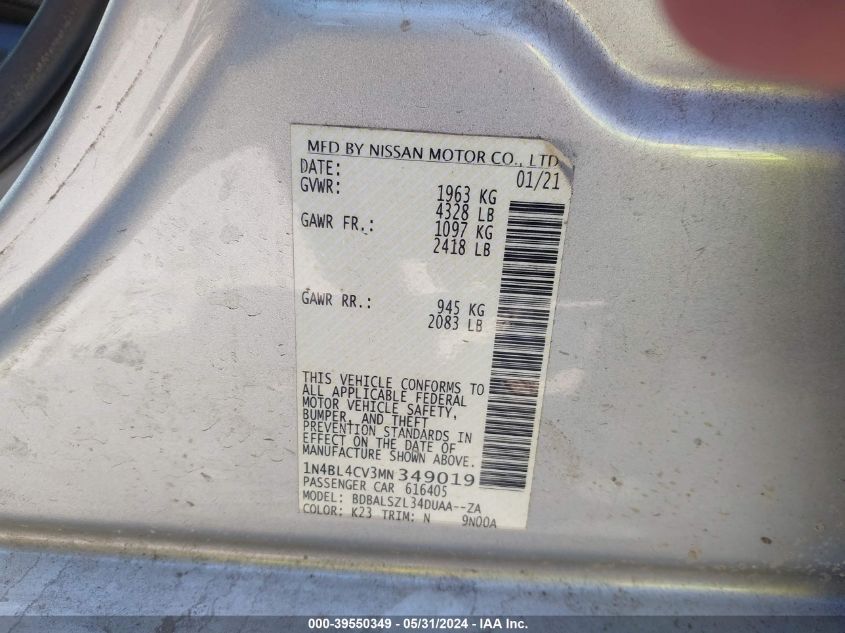 MFD BY NISSAN MOTOR CO., LTD
DATE: 01/21
GVWR: 1963 KG
4328 LB
GAWR FR.: 1097 KG
2418 LB
GAWR RR.: 945 KG
2083 LB
THIS VEHICLE CONFORMS TO
ALL APPLICABLE FEDERAL
MOTOR VEHICLE SAFETY,
BUMPER, AND THEFT
PREVENTION STANDARDS IN
EFFECT ON THE DATE OF
MANUFACTURE SHOWN ABOVE.
1N4BL4CV3MN 349019
PASSENGER CAR 616405
MODEL: BDBALSZL34DUAA--ZA
COLOR: K23 TRIM: N 9N00A
000-39550349 - 05/31/2024 - IAA Inc.